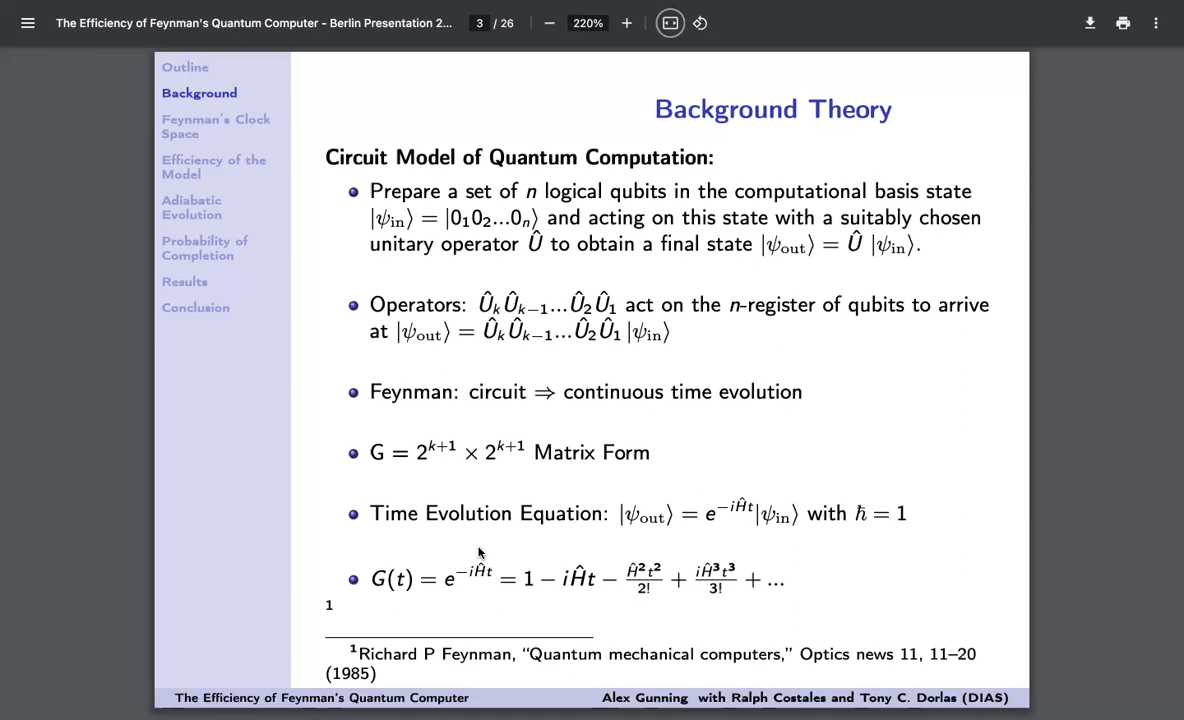 The Efficiency of Feynman's Quantum Computer - Berlin Presentation 2... 3 / 26 220%
Outline
Background
Feynman's Clock
Space
Efficiency of the
Model
Adiabatic
Evolution
Probability of
Completion
Results
Conclusion
Background Theory
Circuit Model of Quantum Computation:
Prepare a set of n logical qubits in the computational basis state
|ψin⟩ = |0₁0₂...0ₙ⟩ and acting on this state with a suitably chosen
unitary operator Û to obtain a final state |ψout⟩ = Û |ψin⟩.
Operators: ÛₖÛₖ₋₁...Û₂Û₁ act on the n-register of qubits to arrive
at |ψout⟩ = ÛₖÛₖ₋₁...Û₂Û₁ |ψin⟩
Feynman: circuit ⇒ continuous time evolution
G = 2^{k+1} × 2^{k+1} Matrix Form
Time Evolution Equation: |ψout⟩ = e^{−iĤt}|ψin⟩ with ħ = 1
G(t) = e^{−iĤt} = 1 − iĤt − Ĥ²t²/2! + iĤ³t³/3! + ...
1
¹Richard P Feynman, “Quantum mechanical computers,” Optics news 11, 11–20
(1985)
The Efficiency of Feynman's Quantum Computer Alex Gunning with Ralph Costales and Tony C. Dorlas (DIAS)